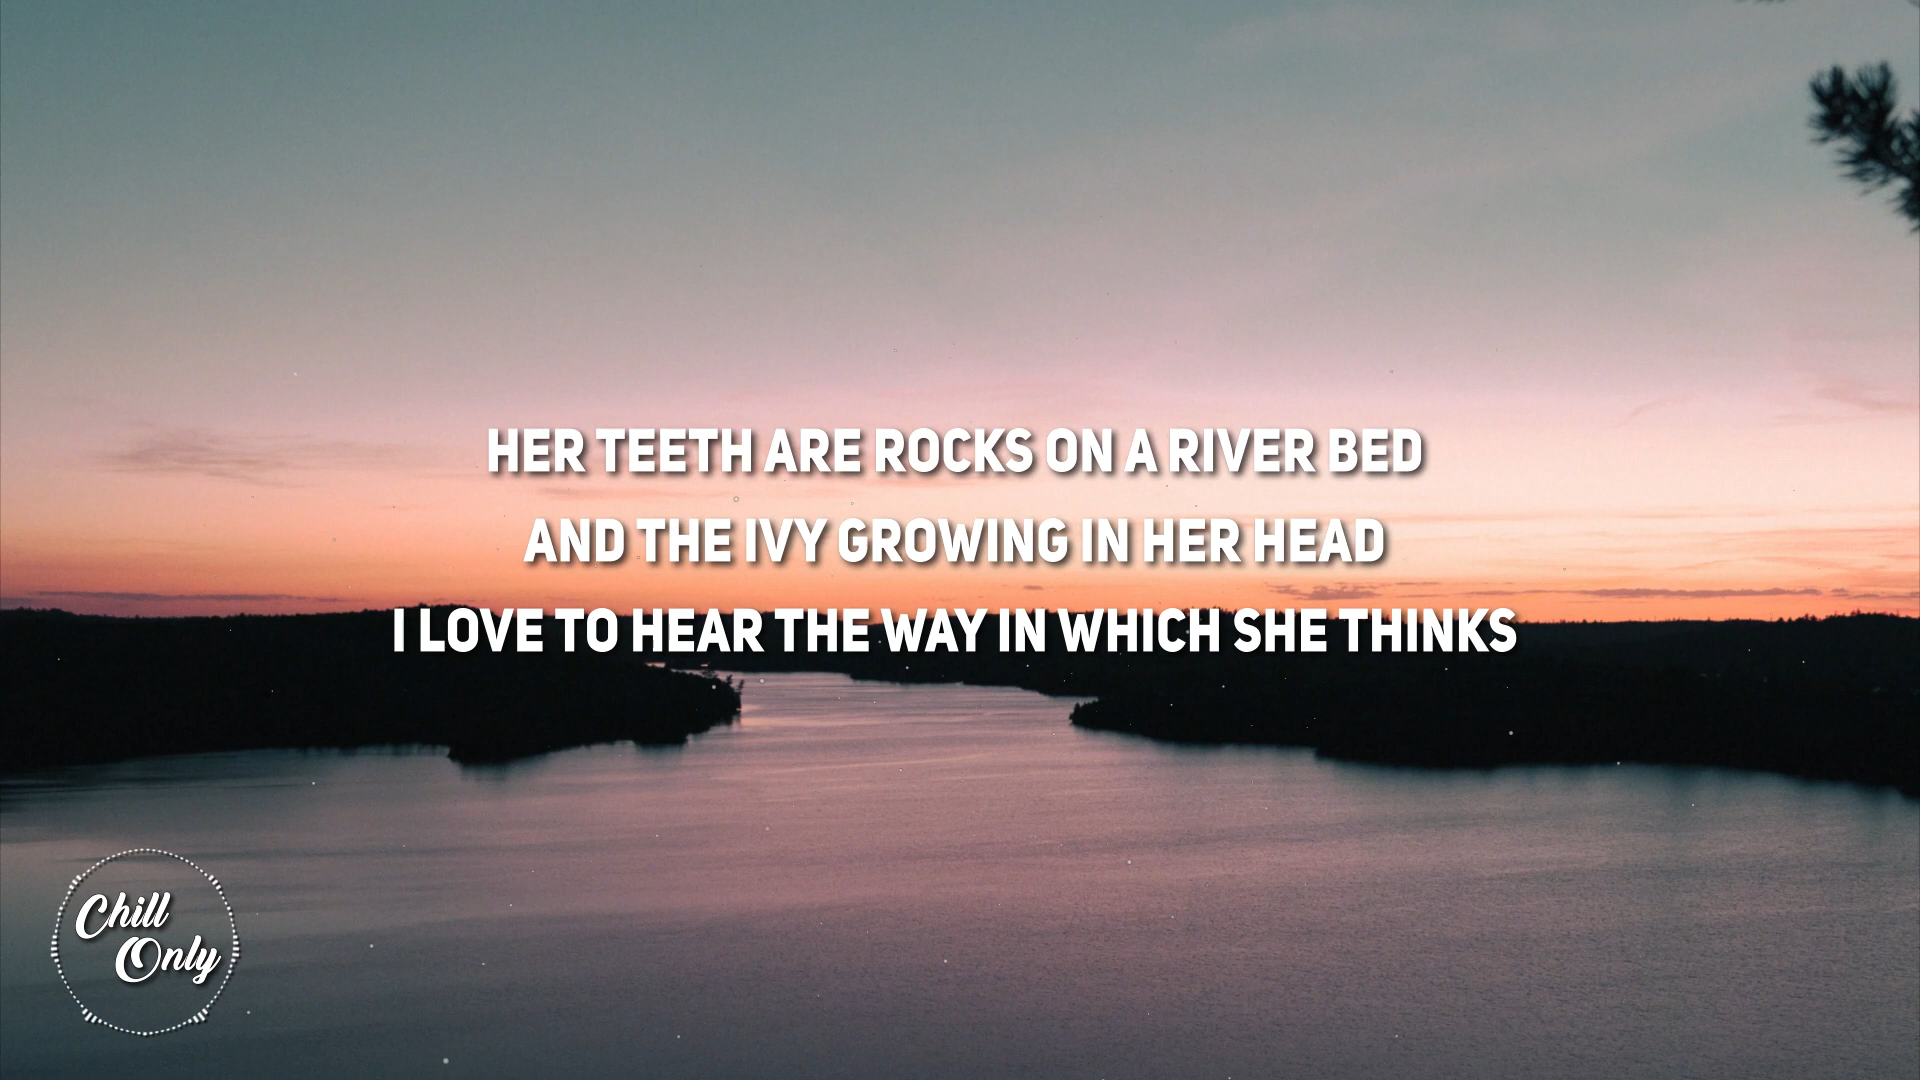 HER TEETH ARE ROCKS ON A RIVER BED
AND THE IVY GROWING IN HER HEAD
I LOVE TO HEAR THE WAY IN WHICH SHE THINKS
Chill
Only